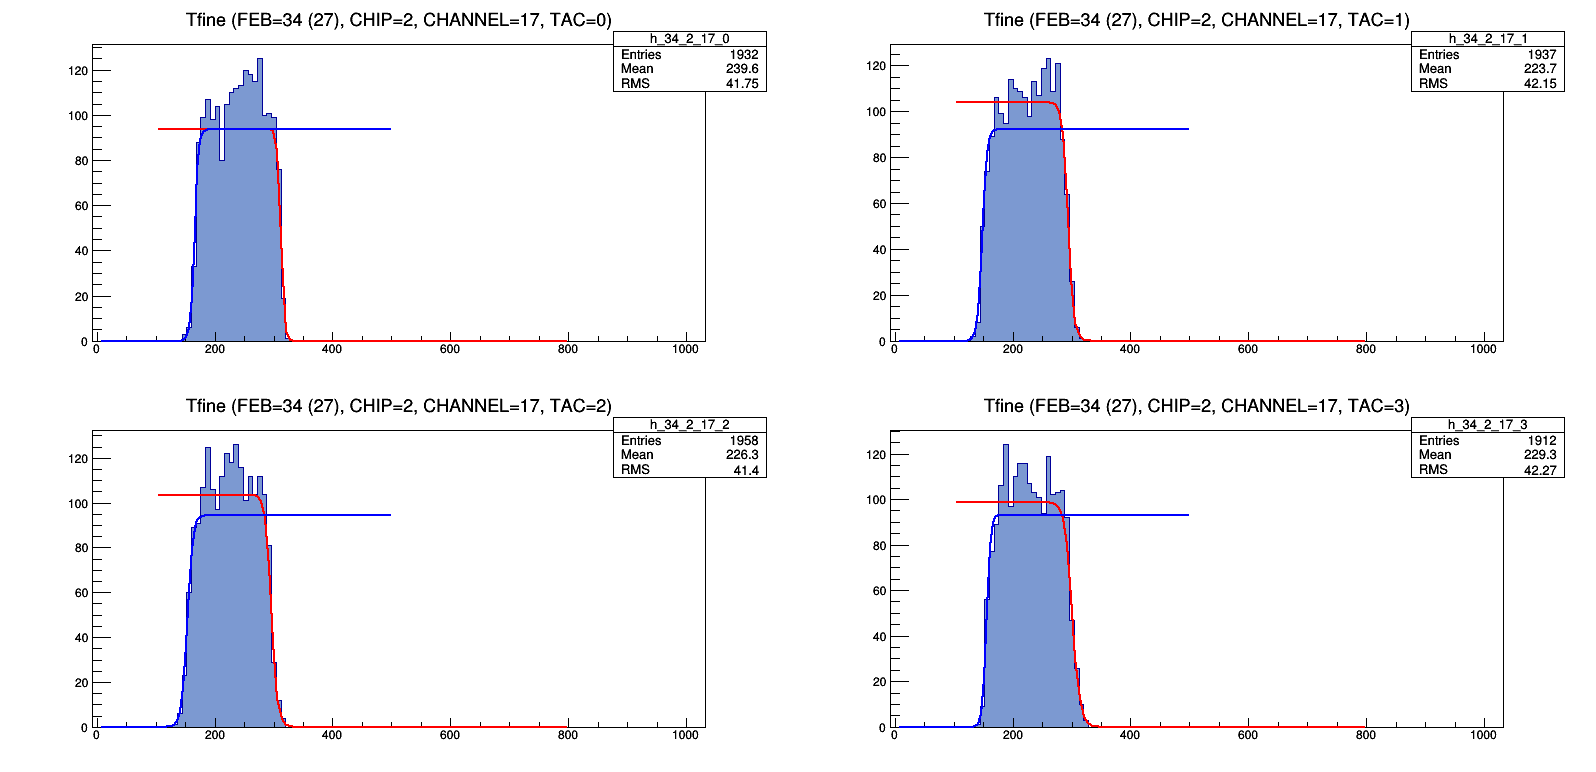 Tfine (FEB=34 (27), CHIP=2, CHANNEL=17, TAC=0)
h_34_2_17_0
Entries 1932
Mean 239.6
RMS 41.75
120
100
80
60
40
20
0
0 200 400 600 800 1000
Tfine (FEB=34 (27), CHIP=2, CHANNEL=17, TAC=1)
h_34_2_17_1
Entries 1937
Mean 223.7
RMS 42.15
120
100
80
60
40
20
0
0 200 400 600 800 1000
Tfine (FEB=34 (27), CHIP=2, CHANNEL=17, TAC=2)
h_34_2_17_2
Entries 1958
Mean 226.3
RMS 41.4
120
100
80
60
40
20
0
0 200 400 600 800 1000
Tfine (FEB=34 (27), CHIP=2, CHANNEL=17, TAC=3)
h_34_2_17_3
Entries 1912
Mean 229.3
RMS 42.27
120
100
80
60
40
20
0
0 200 400 600 800 1000